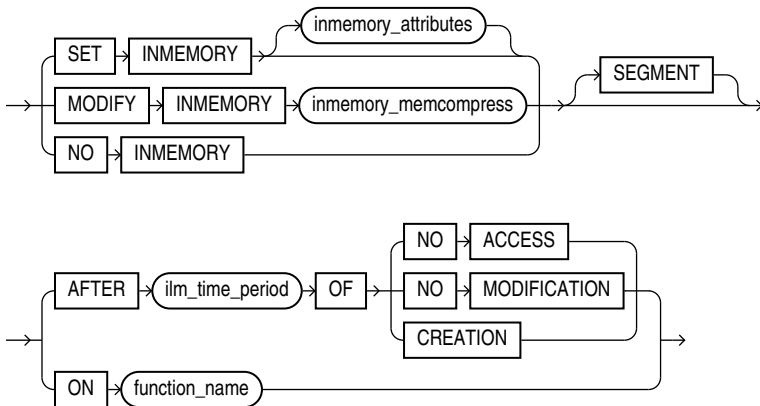 inmemory_attributes
SET INMEMORY
SEGMENT
MODIFY INMEMORY inmemory_memcompress
NO INMEMORY
NO ACCESS
AFTER ilm_time_period OF NO MODIFICATION
CREATION
ON function_name